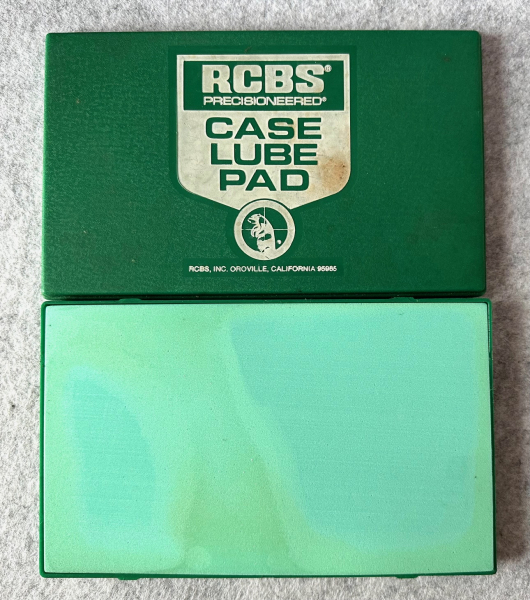 RCBS®
PRECISIONEERED®
CASE
LUBE
PAD
RCBS, INC. OROVILLE, CALIFORNIA 95965